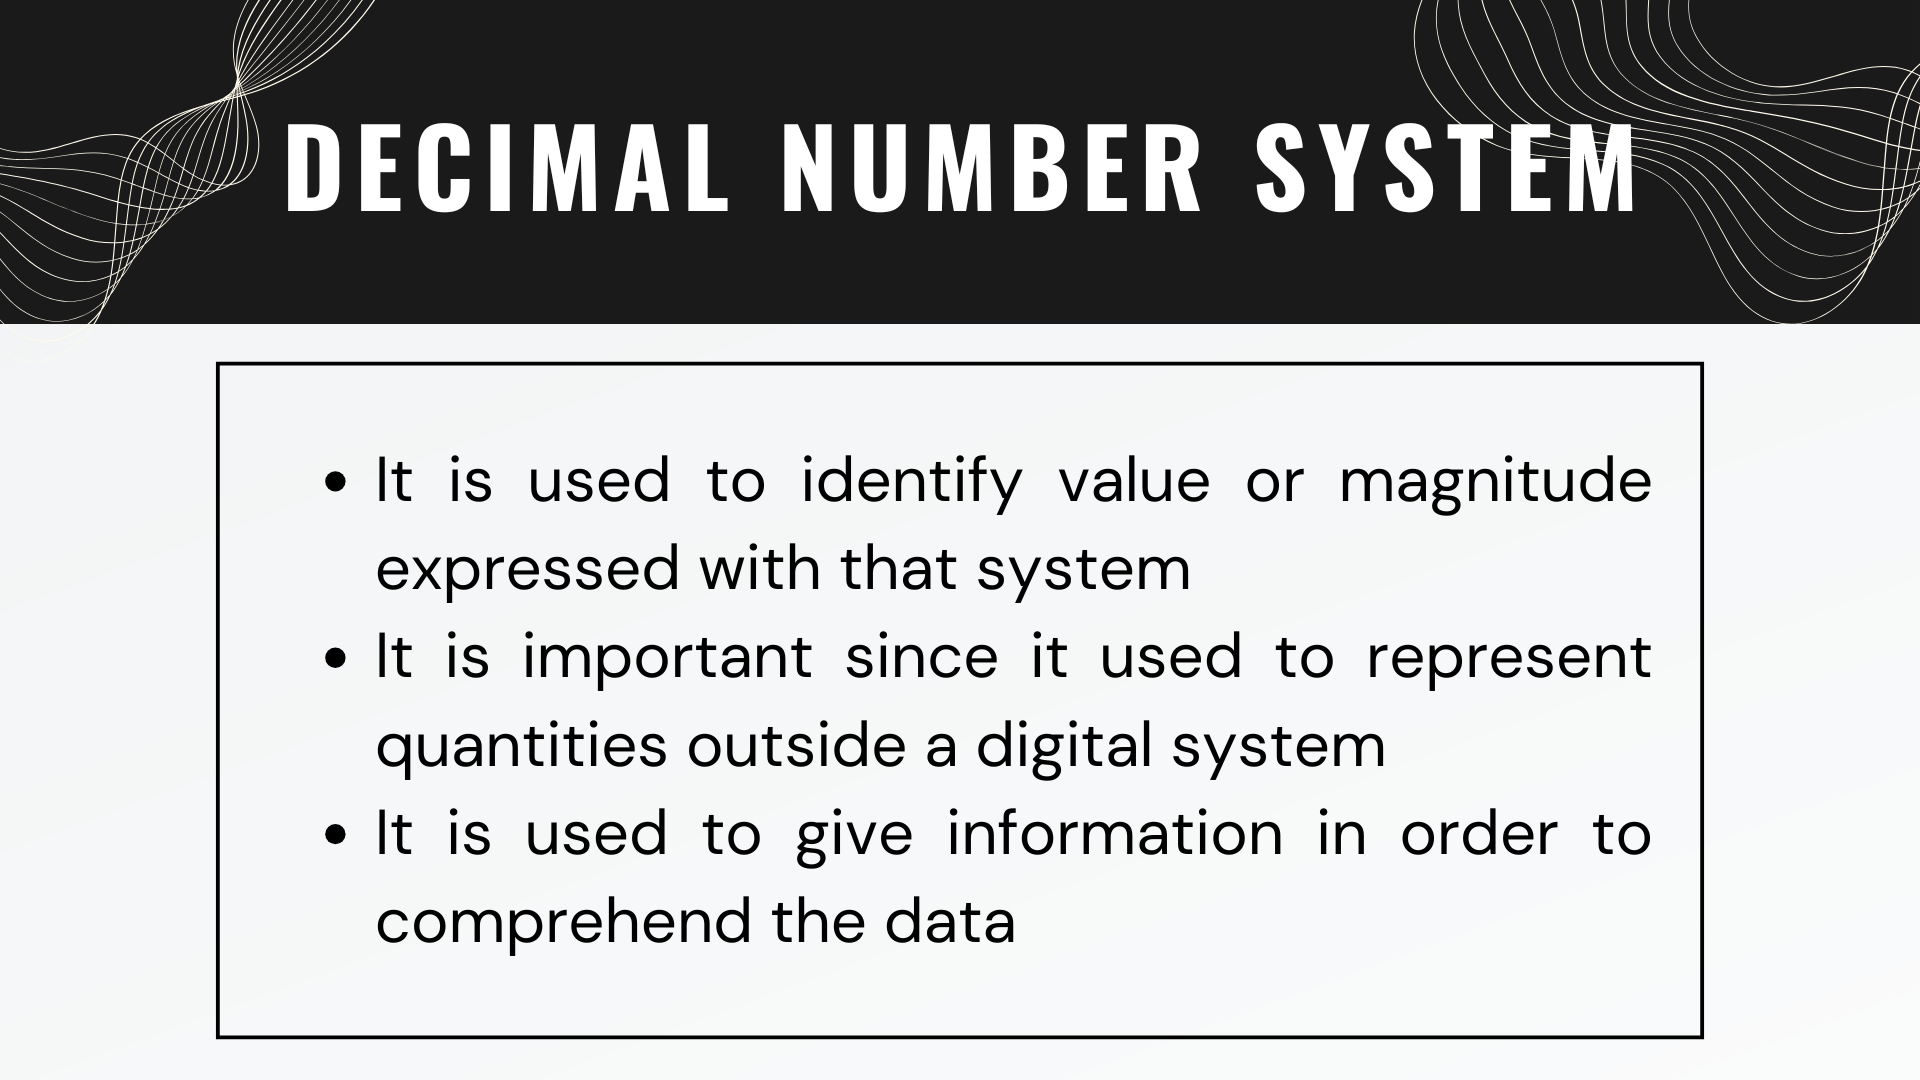 DECIMAL NUMBER SYSTEM
• It is used to identify value or magnitude
expressed with that system
• It is important since it used to represent
quantities outside a digital system
• It is used to give information in order to
comprehend the data